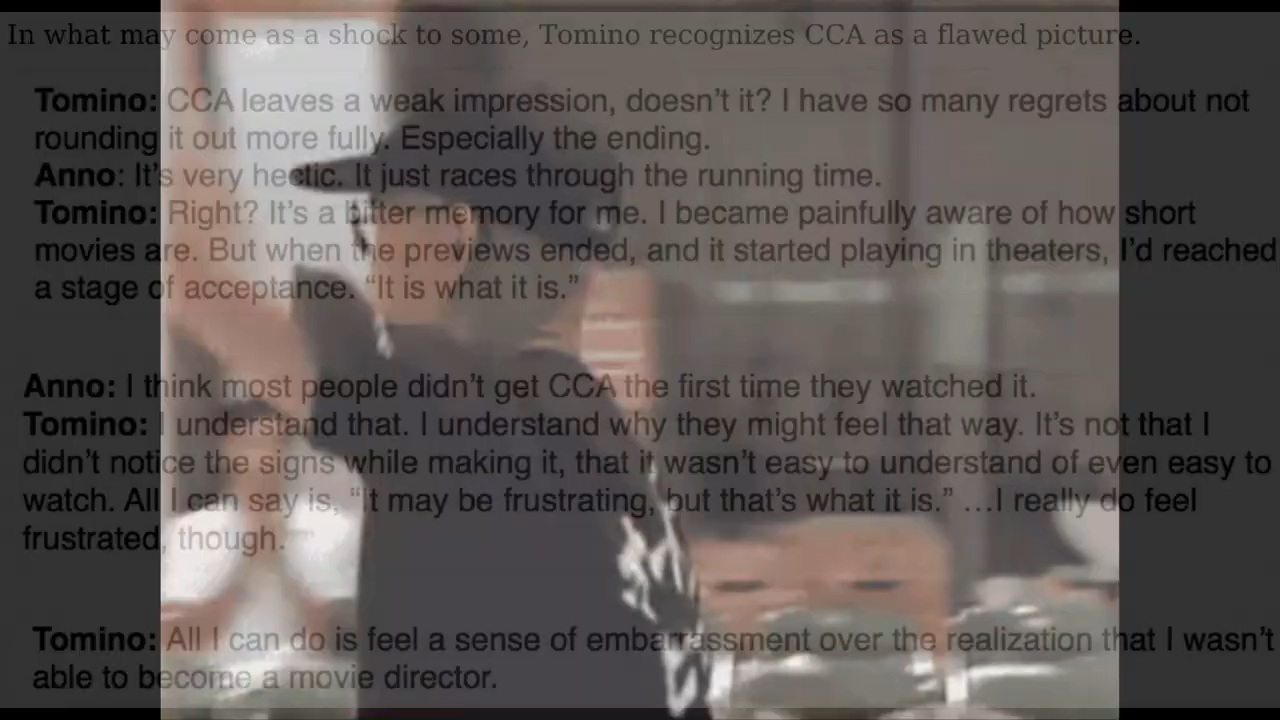 In what may come as a shock to some, Tomino recognizes CCA as a flawed picture.
Tomino: CCA leaves a weak impression, doesn’t it? I have so many regrets about not
rounding it out more fully. Especially the ending.
Anno: It’s very hectic. It just races through the running time.
Tomino: Right? It’s a bitter memory for me. I became painfully aware of how short
movies are. But when the previews ended, and it started playing in theaters, I’d reached
a stage of acceptance. “It is what it is.”
Anno: I think most people didn’t get CCA the first time they watched it.
Tomino: I understand that. I understand why they might feel that way. It’s not that I
didn’t notice the signs while making it, that it wasn’t easy to understand of even easy to
watch. All I can say is, “It may be frustrating, but that’s what it is.” …I really do feel
frustrated, though.
Tomino: All I can do is feel a sense of embarrassment over the realization that I wasn’t
able to become a movie director.